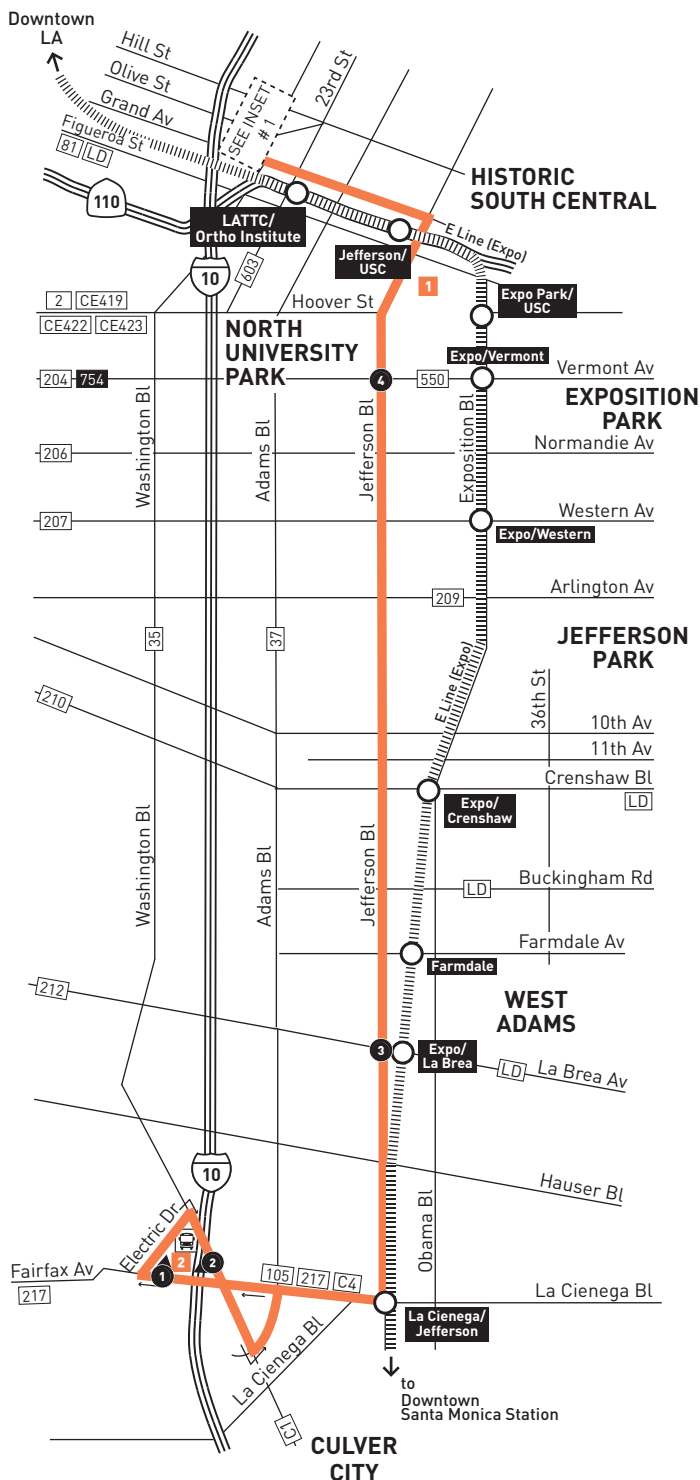 Downtown
LA
Hill St
Olive St
Grand Av
Figueroa St
81 LD
SEE INSET
# 1
23rd St
110
HISTORIC
SOUTH CENTRAL
LATTC/
Ortho Institute
E Line (Expo)
Jefferson/
USC
10
603
1
Expo Park/
USC
2 CE419
CE422 CE423
Hoover St
NORTH
UNIVERSITY
PARK
Expo/Vermont
204 754
4
550
Vermont Av
EXPOSITION
PARK
Washington Bl
Adams Bl
Jefferson Bl
Exposition Bl
206
Normandie Av
207
Western Av
Expo/Western
209
Arlington Av
35
37
JEFFERSON
PARK
210
E Line (Expo)
36th St
10th Av
11th Av
Crenshaw Bl
LD
Expo/
Crenshaw
Washington Bl
Adams Bl
Jefferson Bl
LD
Buckingham Rd
Farmdale Av
Farmdale
212
WEST
ADAMS
3
Expo/
La Brea
LD
La Brea Av
10
Hauser Bl
Electric Dr
Obama Bl
2
2
1
Fairfax Av
217
105 217 C4
La Cienega Bl
La Cienega Bl
La Cienega/
Jefferson
C1
to
Downtown
Santa Monica Station
CULVER
CITY